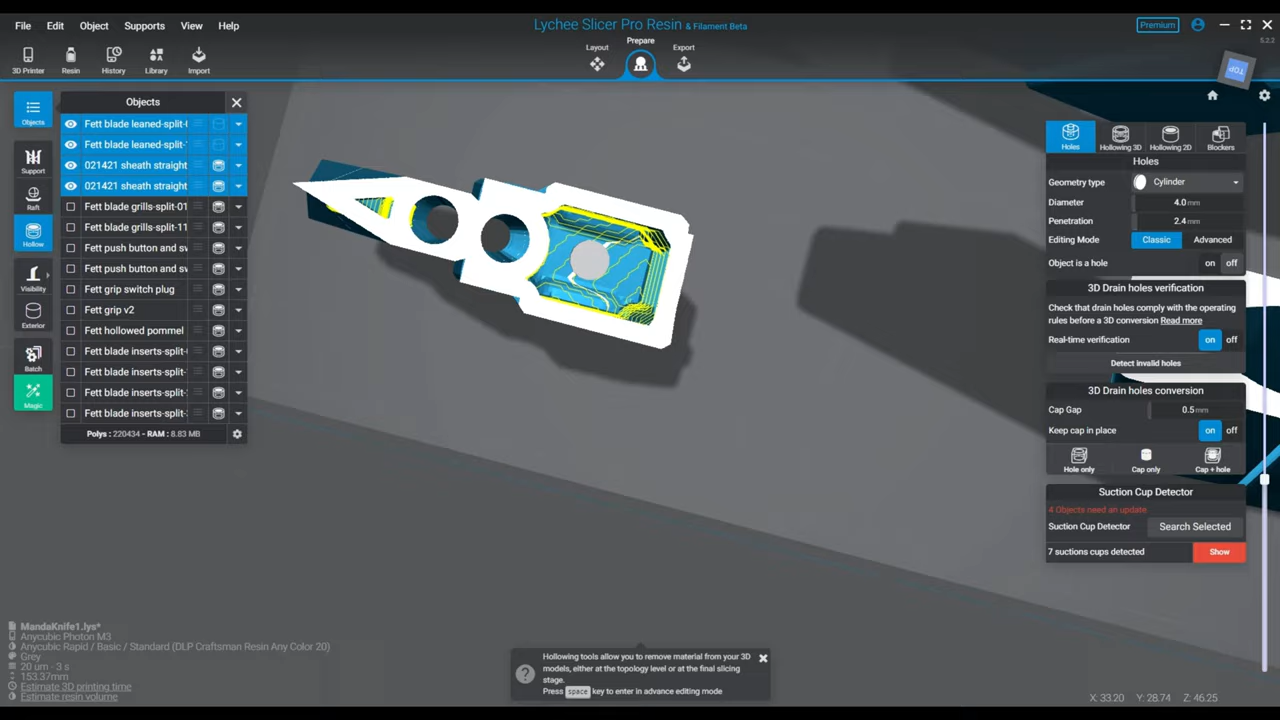 File Edit Object Supports View Help
Lychee Slicer Pro Resin & Filament Beta
Premium
5.2.2
3D Printer Resin History Library Import
Layout Prepare Export
TOP
Objects
Support
Raft
Hollow
Visibility
Exterior
Batch
Magic
Objects
Fett blade leaned-split-
Fett blade leaned-split-
021421 sheath straight
021421 sheath straight
Fett blade grills-split-01
Fett blade grills-split-11
Fett push button and sw
Fett push button and sw
Fett grip switch plug
Fett grip v2
Fett hollowed pommel
Fett blade inserts-split-
Fett blade inserts-split-
Fett blade inserts-split-
Fett blade inserts-split-
Polys : 220434 - RAM : 8.83 MB
Holes Hollowing 3D Hollowing 2D Blockers
Holes
Geometry type Cylinder
Diameter 4.0 mm
Penetration 2.4 mm
Editing Mode Classic Advanced
Object is a hole on off
3D Drain holes verification
Check that drain holes comply with the operating
rules before a 3D conversion Read more
Real-time verification on off
Detect invalid holes
3D Drain holes conversion
Cap Gap 0.5 mm
Keep cap in place on off
Hole only Cap only Cap + hole
Suction Cup Detector
4 Objects need an update
Suction Cup Detector Search Selected
7 suctions cups detected Show
MandaKnife1.lys*
Anycubic Photon M3
Anycubic Rapid / Basic / Standard (DLP Craftsman Resin Any Color 20)
Grey
20 um - 3 s
153.37mm
Estimate 3D printing time
Estimate resin volume
Hollowing tools allow you to remove material from your 3D
models, either at the topology level or at the final slicing
stage.
Press space key to enter in advance editing mode
X: 33.20 Y: 28.74 Z: 46.25